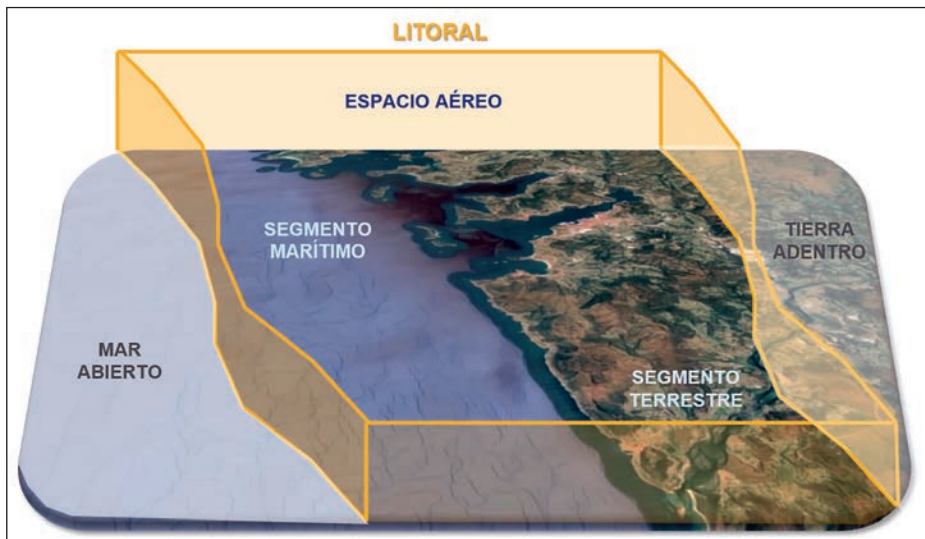 LITORAL
ESPACIO AÉREO
SEGMENTO
MARÍTIMO
TIERRA
ADENTRO
MAR
ABIERTO
SEGMENTO
TERRESTRE